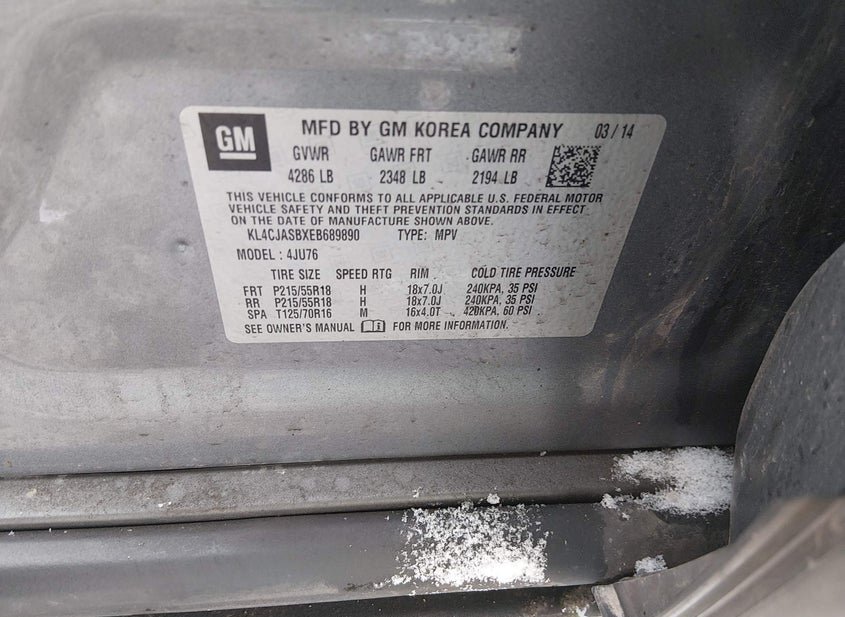 GM MFD BY GM KOREA COMPANY 03/14
GVWR GAWR FRT GAWR RR
4286 LB 2348 LB 2194 LB
THIS VEHICLE CONFORMS TO ALL APPLICABLE U.S. FEDERAL MOTOR
VEHICLE SAFETY AND THEFT PREVENTION STANDARDS IN EFFECT
ON THE DATE OF MANUFACTURE SHOWN ABOVE.
KL4CJASBXEB689890 TYPE: MPV
MODEL : 4JU76
TIRE SIZE SPEED RTG RIM COLD TIRE PRESSURE
FRT P215/55R18 H 18x7.0J 240KPA, 35 PSI
RR P215/55R18 H 18x7.0J 240KPA, 35 PSI
SPA T125/70R16 M 16x4.0T 420KPA, 60 PSI
SEE OWNER'S MANUAL FOR MORE INFORMATION.